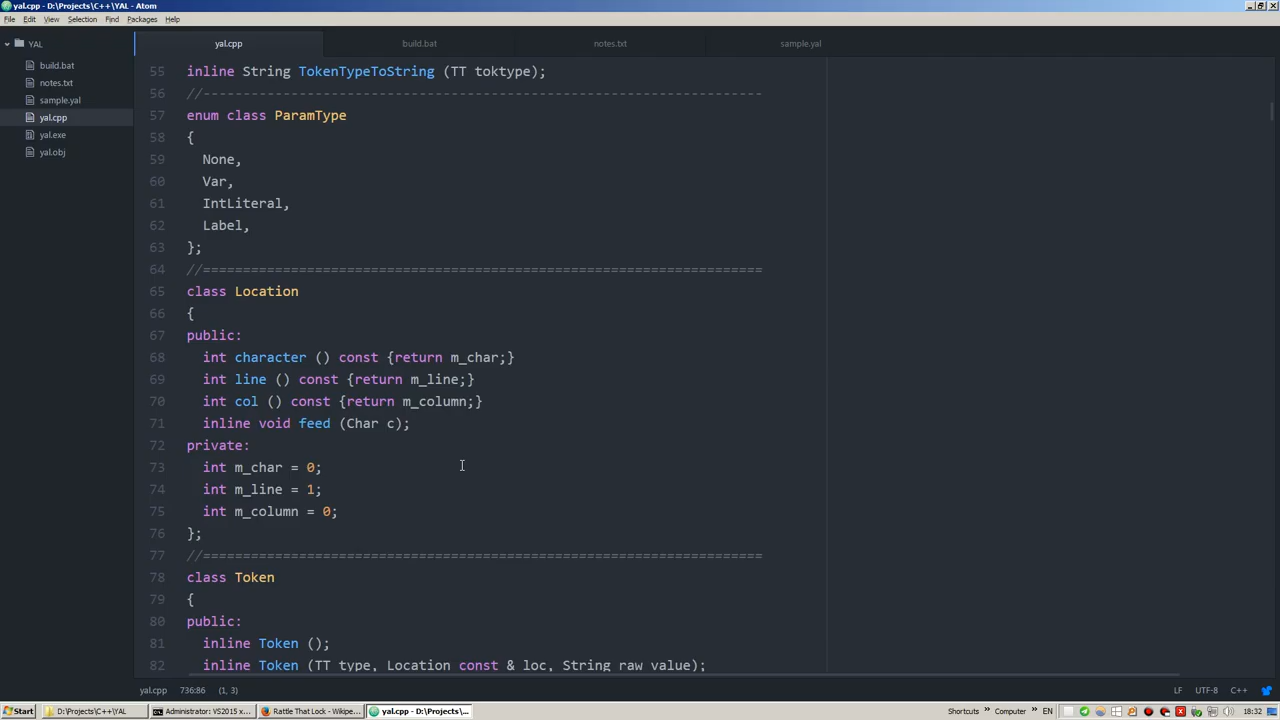 yal.cpp - D:\Projects\C++\YAL - Atom
File Edit View Selection Find Packages Help
YAL
build.bat
notes.txt
sample.yal
yal.cpp
yal.exe
yal.obj
yal.cpp build.bat notes.txt sample.yal
55 inline String TokenTypeToString (TT toktype);
56 //----------------------------------------------------------------------
57 enum class ParamType
58 {
59   None,
60   Var,
61   IntLiteral,
62   Label,
63 };
64 //======================================================================
65 class Location
66 {
67 public:
68   int character () const {return m_char;}
69   int line () const {return m_line;}
70   int col () const {return m_column;}
71   inline void feed (Char c);
72 private:
73   int m_char = 0;
74   int m_line = 1;
75   int m_column = 0;
76 };
77 //======================================================================
78 class Token
79 {
80 public:
81   inline Token ();
82   inline Token (TT type, Location const & loc, String raw value);
yal.cpp 736:86 (1, 3) LF UTF-8 C++
Start D:\Projects\C++\YAL Administrator: VS2015 x... Rattle That Lock - Wikipe... yal.cpp - D:\Projects\... Shortcuts » Computer » EN 18:32